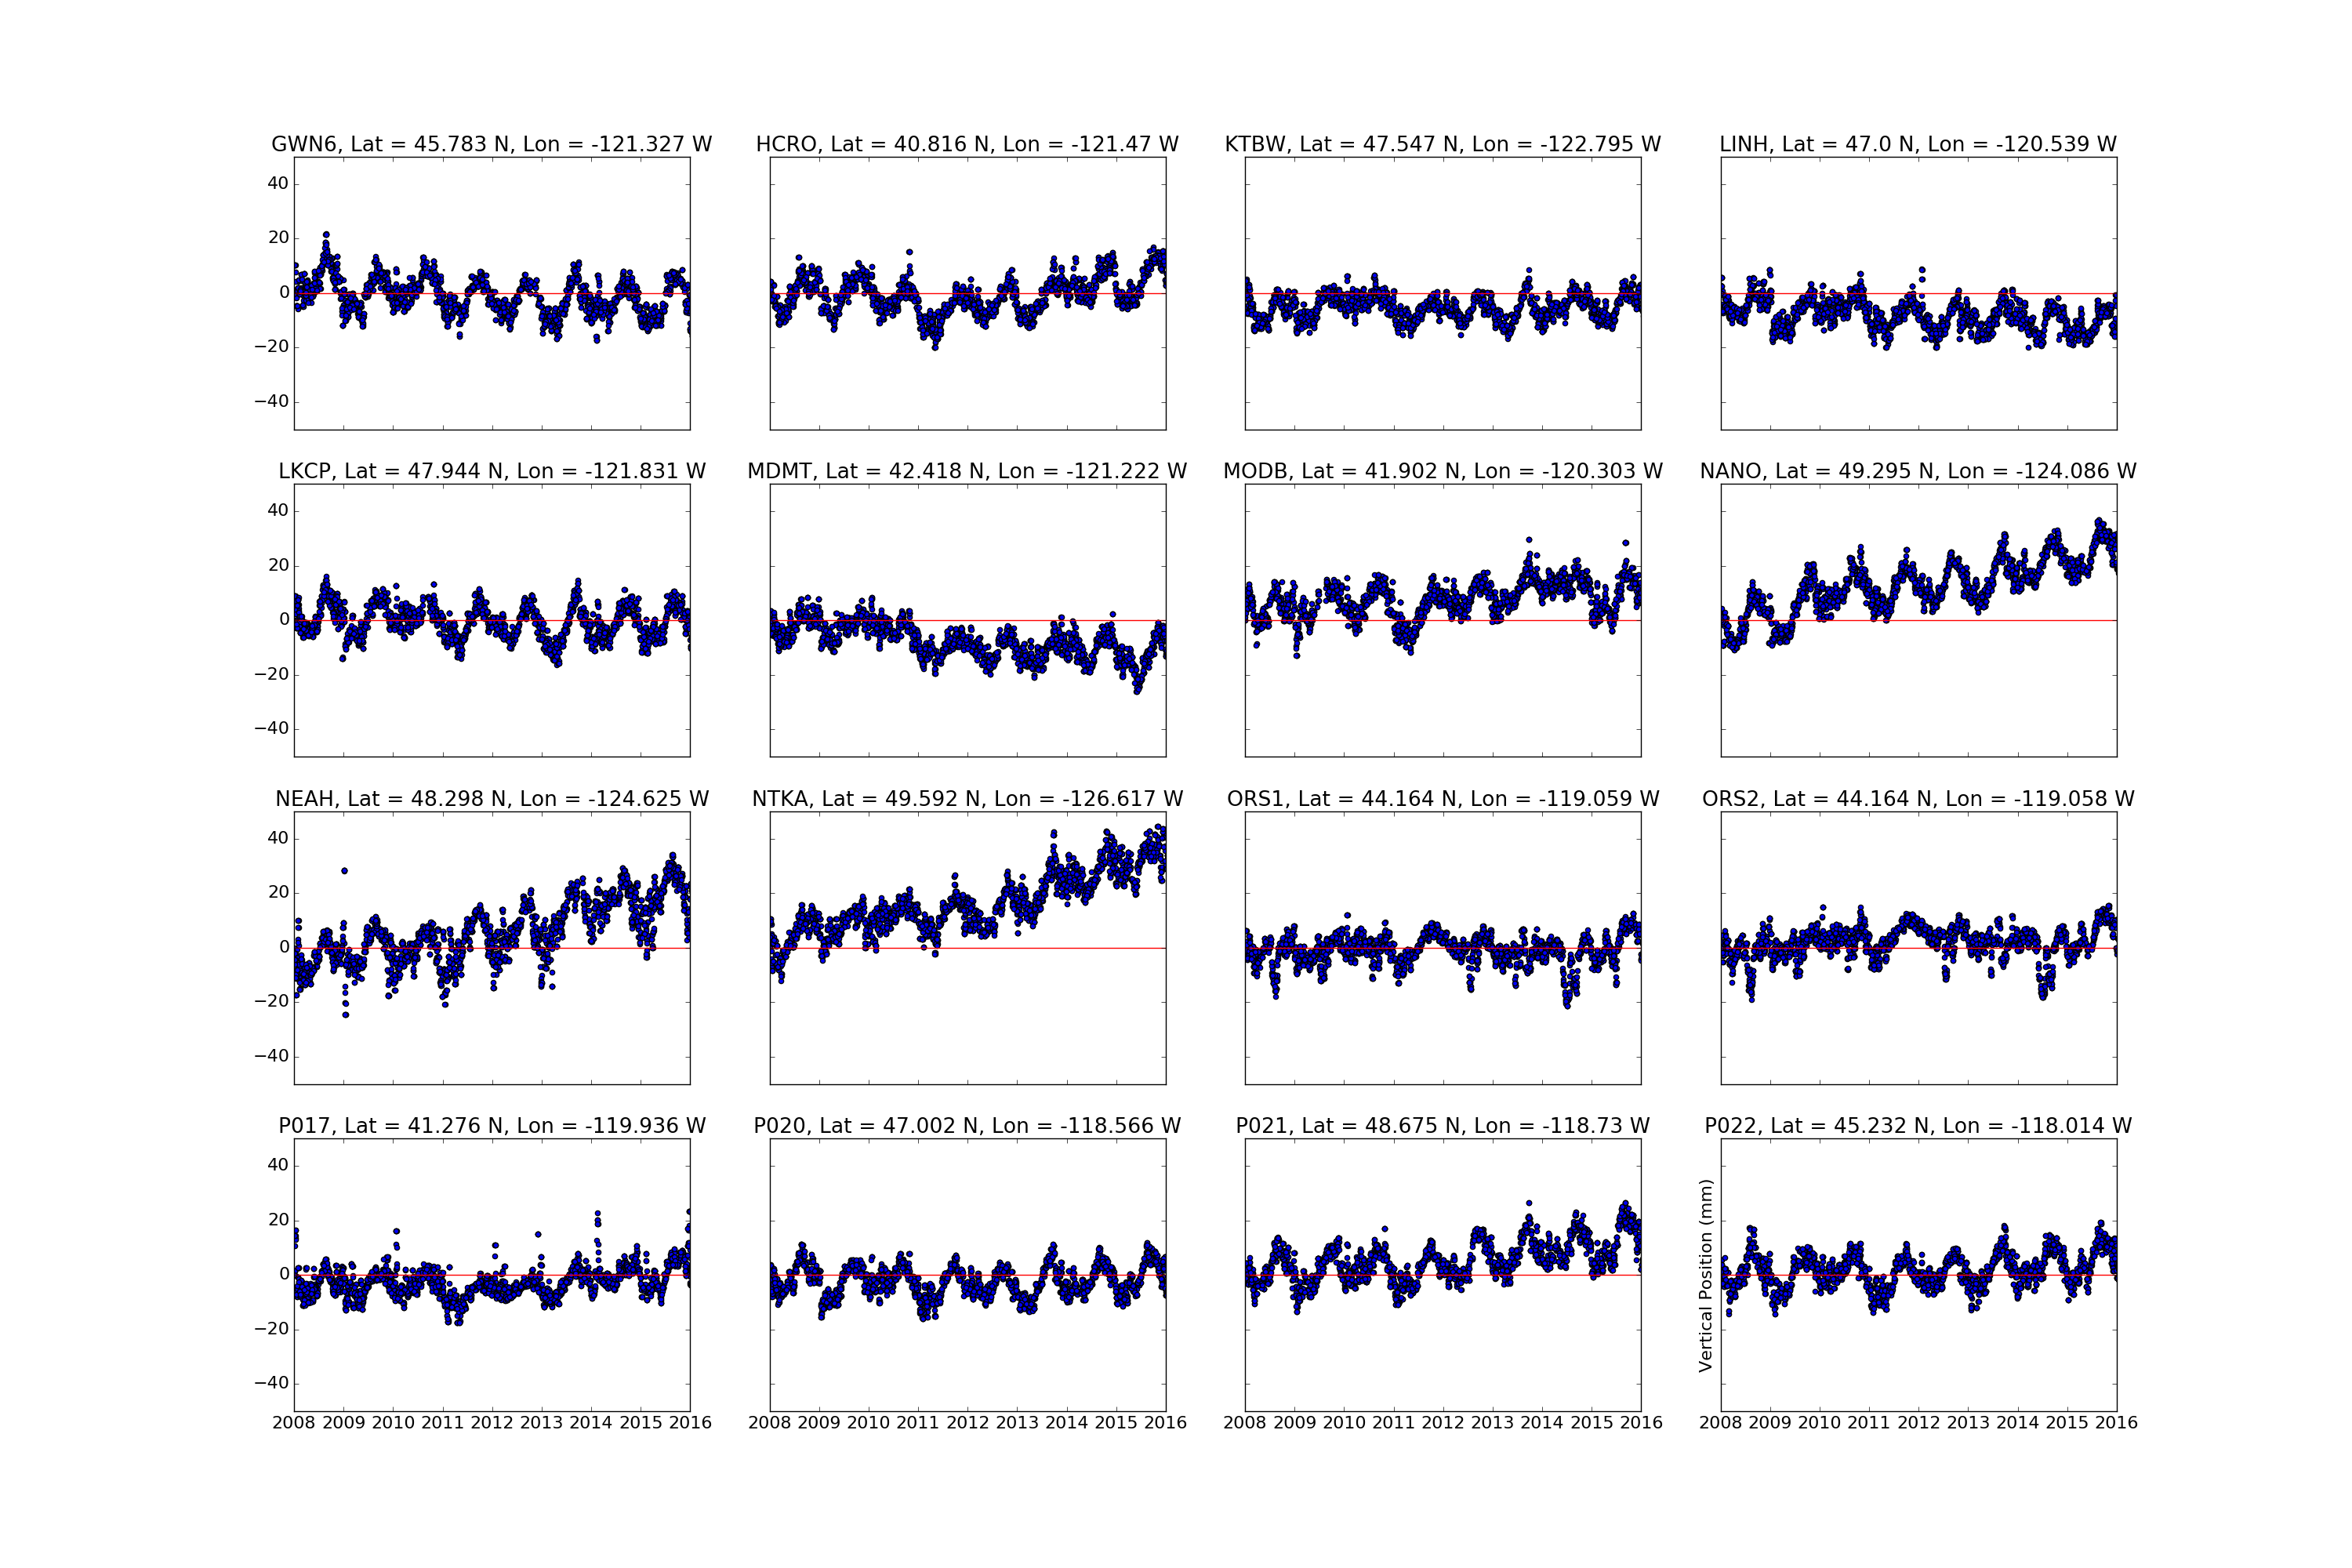 GWN6, Lat = 45.783 N, Lon = -121.327 W
HCRO, Lat = 40.816 N, Lon = -121.47 W
KTBW, Lat = 47.547 N, Lon = -122.795 W
LINH, Lat = 47.0 N, Lon = -120.539 W
40
20
0
−20
−40
LKCP, Lat = 47.944 N, Lon = -121.831 W
MDMT, Lat = 42.418 N, Lon = -121.222 W
MODB, Lat = 41.902 N, Lon = -120.303 W
NANO, Lat = 49.295 N, Lon = -124.086 W
40
20
0
−20
−40
NEAH, Lat = 48.298 N, Lon = -124.625 W
NTKA, Lat = 49.592 N, Lon = -126.617 W
ORS1, Lat = 44.164 N, Lon = -119.059 W
ORS2, Lat = 44.164 N, Lon = -119.058 W
40
20
0
−20
−40
P017, Lat = 41.276 N, Lon = -119.936 W
P020, Lat = 47.002 N, Lon = -118.566 W
P021, Lat = 48.675 N, Lon = -118.73 W
P022, Lat = 45.232 N, Lon = -118.014 W
40
20
0
−20
−40
Vertical Position (mm)
2008 2009 2010 2011 2012 2013 2014 2015 2016
2008 2009 2010 2011 2012 2013 2014 2015 2016
2008 2009 2010 2011 2012 2013 2014 2015 2016
2008 2009 2010 2011 2012 2013 2014 2015 2016